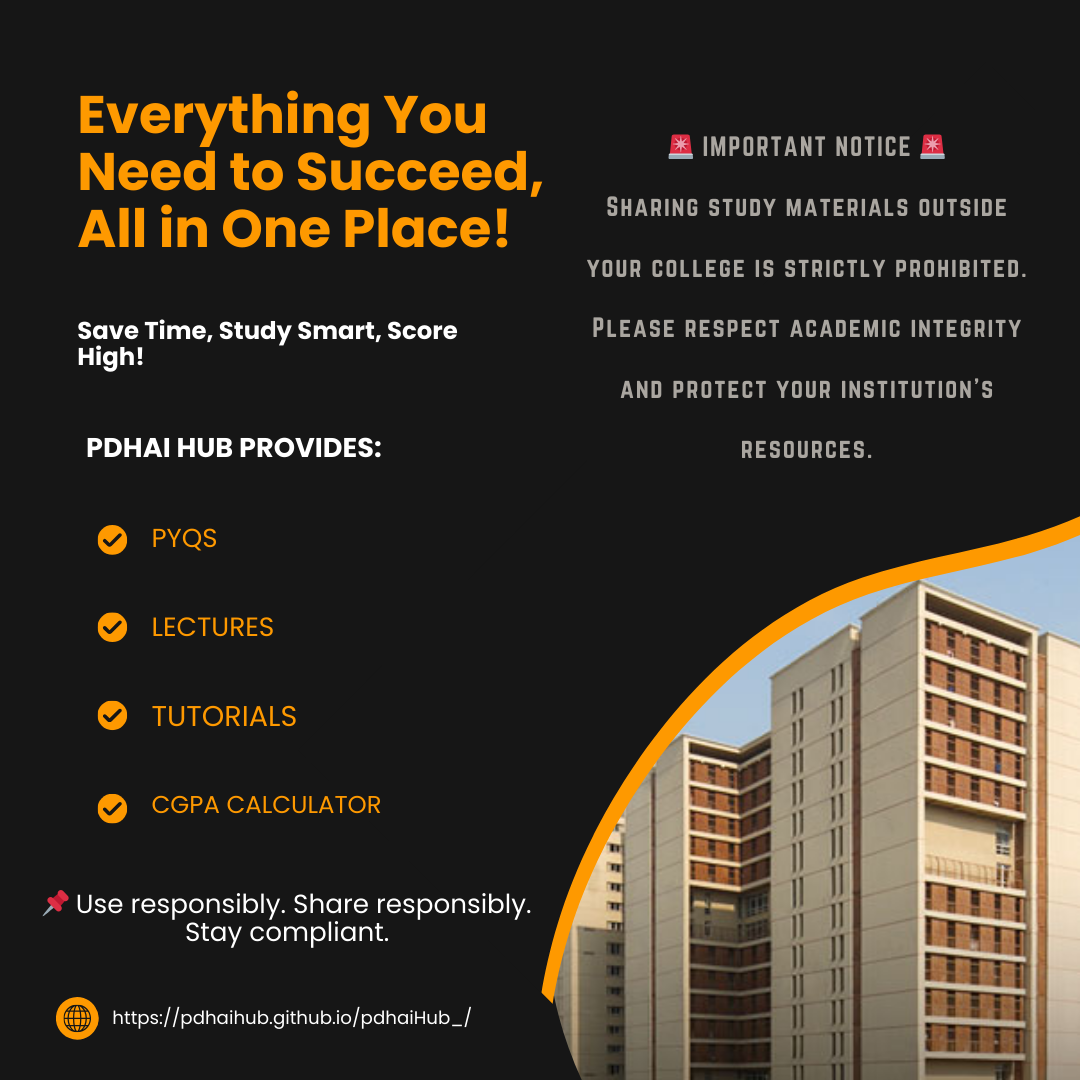 Everything You
Need to Succeed,
All in One Place!
Save Time, Study Smart, Score
High!
PDHAI HUB PROVIDES:
PYQS
LECTURES
TUTORIALS
CGPA CALCULATOR
📌 Use responsibly. Share responsibly.
Stay compliant.
https://pdhaihub.github.io/pdhaiHub_/
🚨 IMPORTANT NOTICE 🚨
Sharing study materials outside
your college is strictly prohibited.
Please respect academic integrity
and protect your institution's
resources.